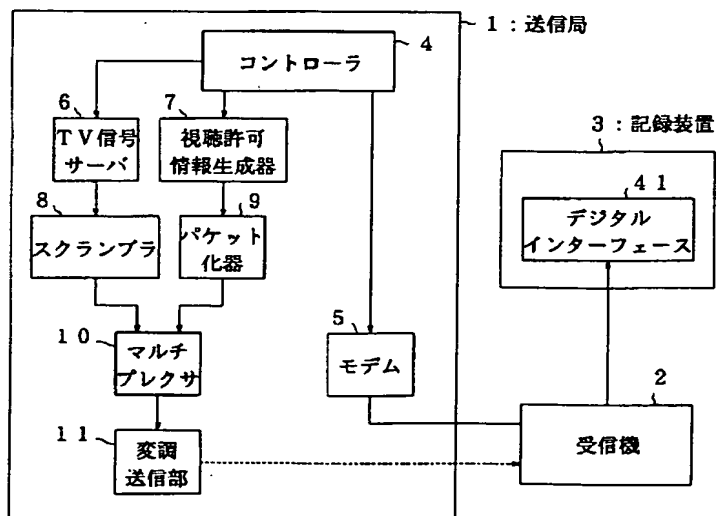 1：送信局
4
コントローラ
6
TV信号
サーバ
7
視聴許可
情報生成器
3：記録装置
41
デジタル
インターフェース
8
スクランブラ
9
パケット
化器
10
マルチ
プレクサ
5
モデム
2
受信機
11
変調
送信部